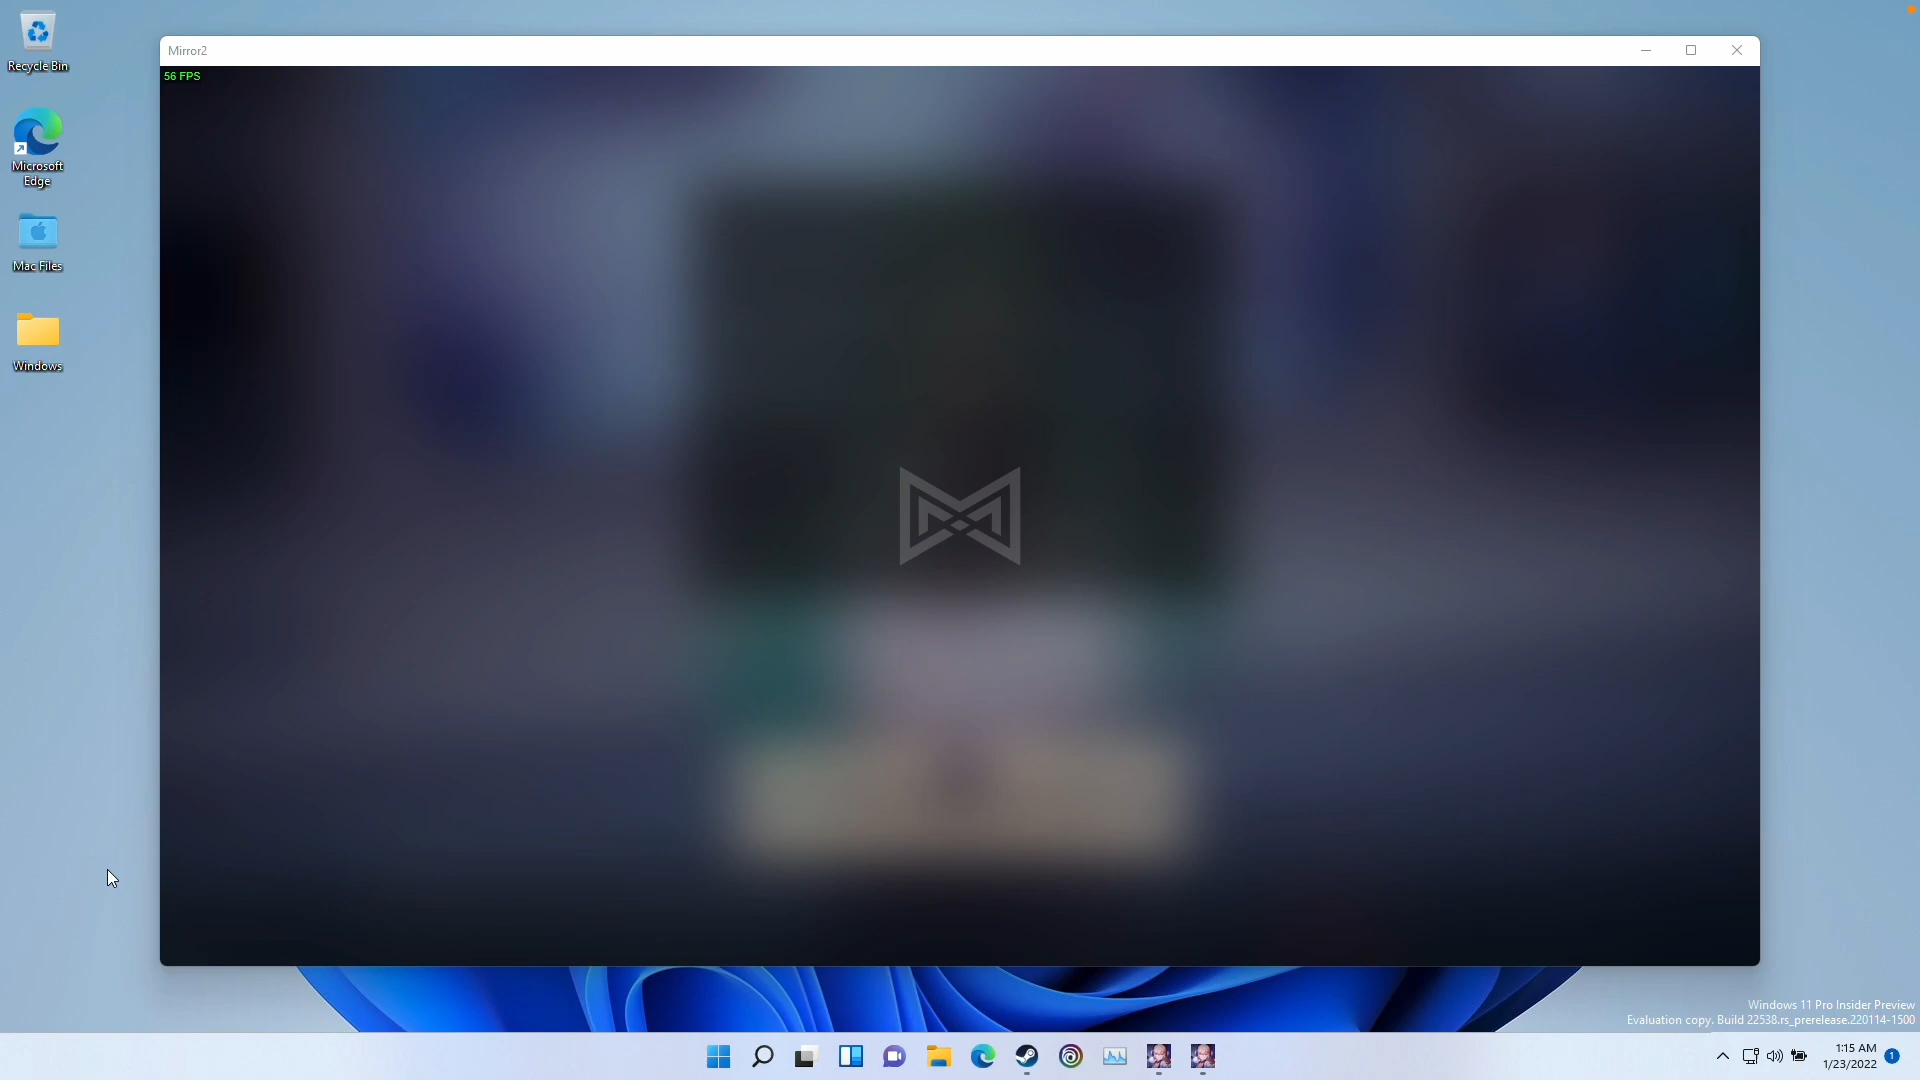 Recycle Bin
Microsoft
Edge
Mac Files
Windows
Mirror2
56 FPS
Windows 11 Pro Insider Preview
Evaluation copy. Build 22538.rs_prerelease.220114-1500
1:15 AM
1/23/2022
1